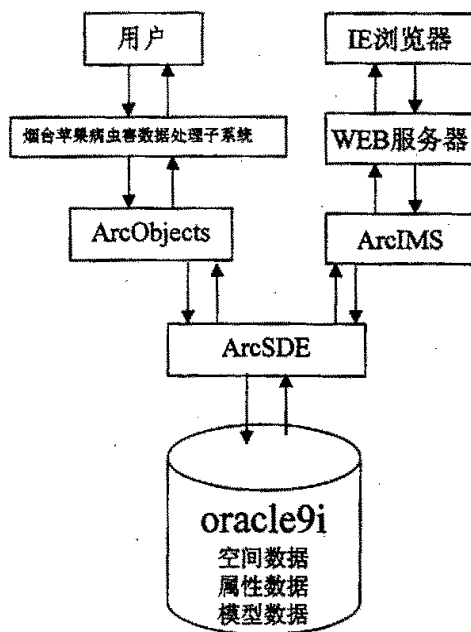 用户
IE浏览器
烟台苹果病虫害数据处理子系统
WEB服务器
ArcObjects
ArcIMS
ArcSDE
oracle9i
空间数据
属性数据
模型数据